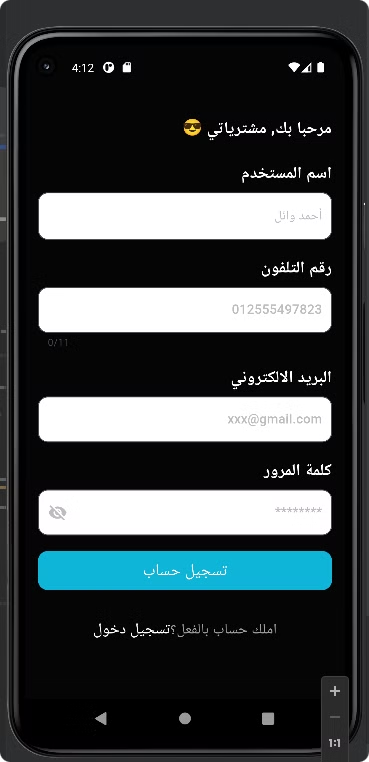 4:12
مرحبا بك, مشترياتي 😎
اسم المستخدم
أحمد وائل
رقم التلفون
012555497823
0/11
البريد الالكتروني
xxx@gmail.com
كلمة المرور
********
تسجيل حساب
املك حساب بالفعل؟تسجيل دخول
+
−
1:1